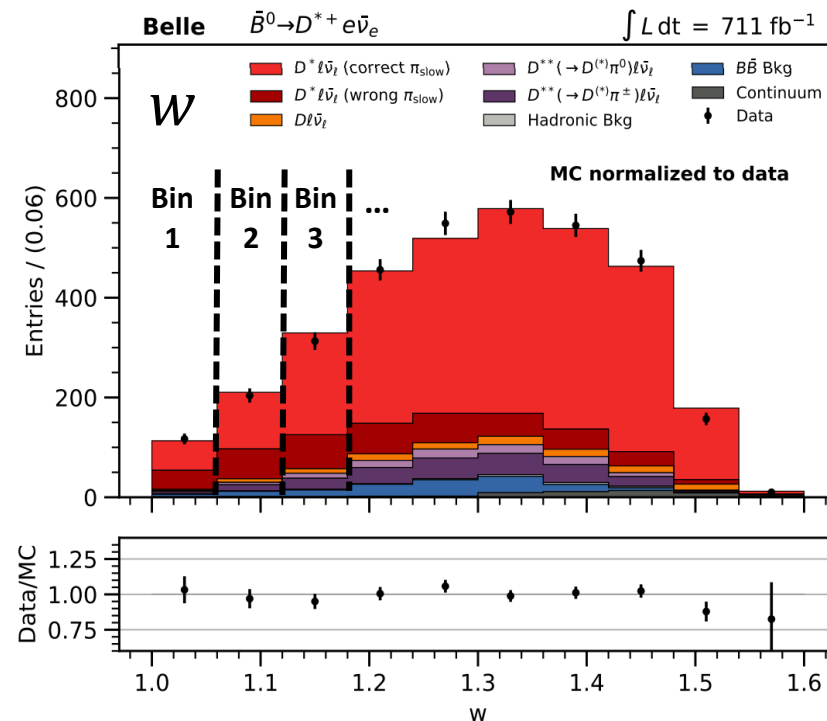 Belle B̄⁰→D*⁺eν̄ₑ ∫L dt = 711 fb⁻¹
D*ℓν̄ℓ (correct πslow)
D*ℓν̄ℓ (wrong πslow)
Dℓν̄ℓ
D**(→D(*)π⁰)ℓν̄ℓ
D**(→D(*)π±)ℓν̄ℓ
Hadronic Bkg
BB̄ Bkg
Continuum
Data
w
MC normalized to data
Bin 1
Bin 2
Bin 3
...
Entries / (0.06)
800
600
400
200
0
Data/MC
1.25
1.00
0.75
1.0 1.1 1.2 1.3 1.4 1.5 1.6
w